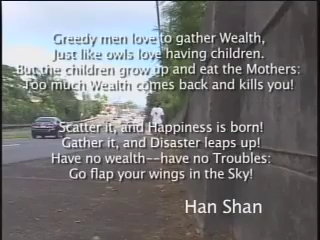 Greedy men love to gather Wealth,
Just like owls love having children.
But the children grow up and eat the Mothers:
Too much Wealth comes back and kills you!
Scatter it, and Happiness is born!
Gather it, and Disaster leaps up!
Have no wealth--have no Troubles:
Go flap your wings in the Sky!
Han Shan